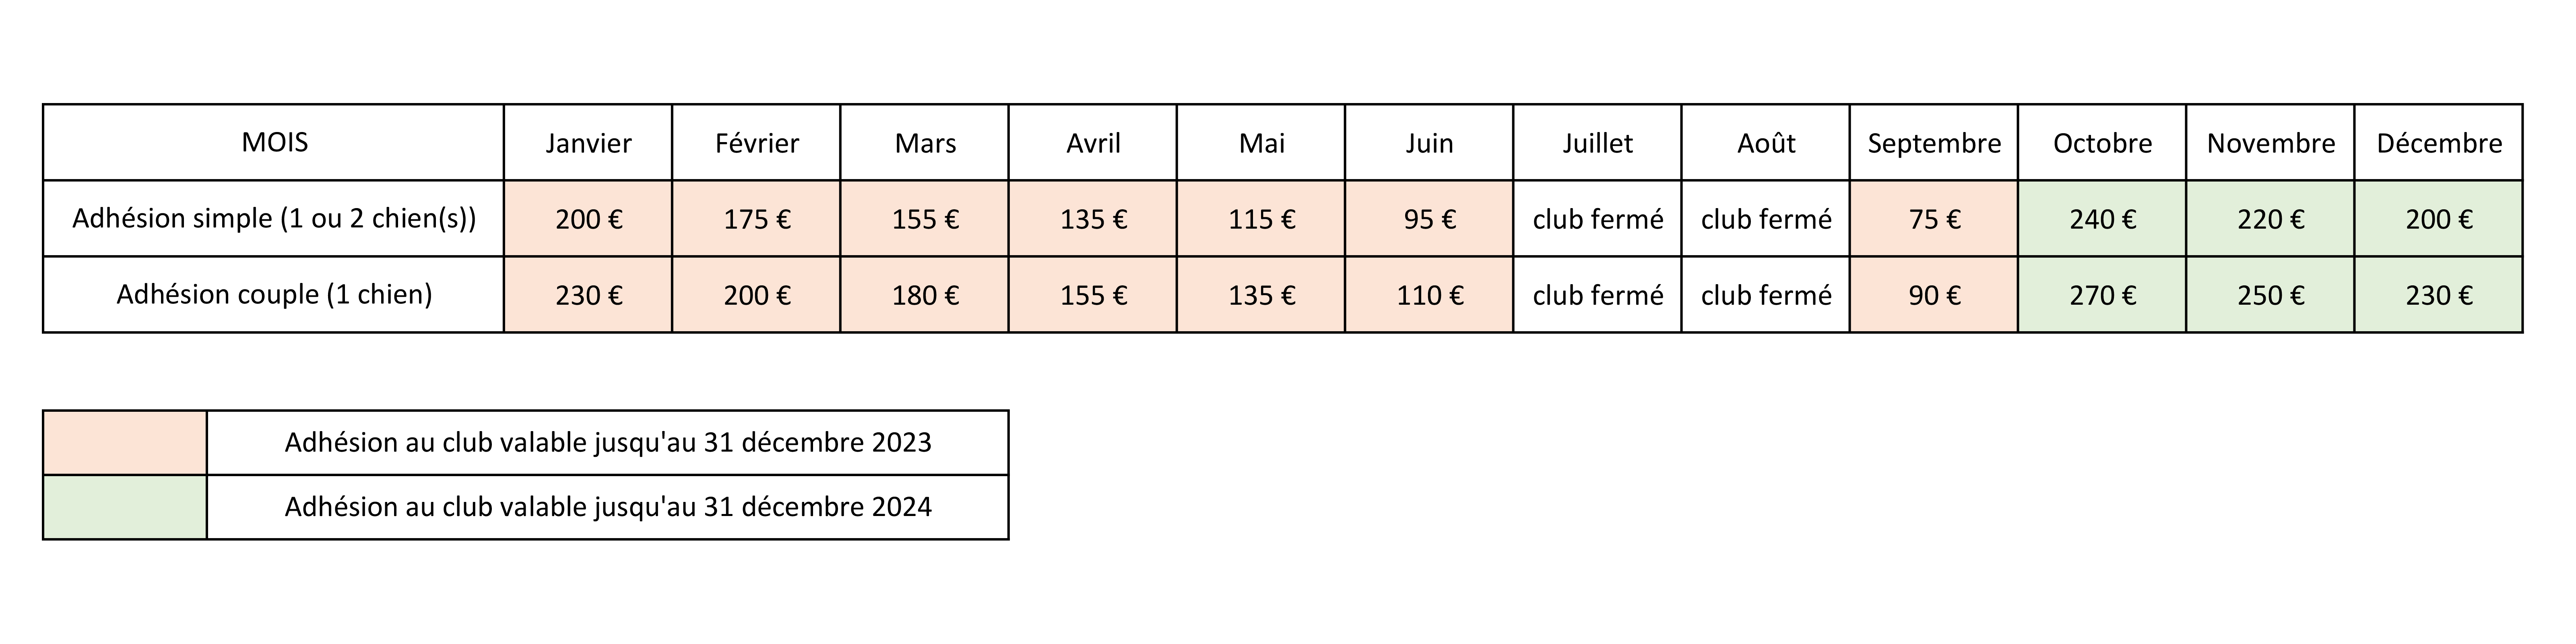 MOIS Janvier Février Mars Avril Mai Juin Juillet Août Septembre Octobre Novembre Décembre
Adhésion simple (1 ou 2 chien(s)) 200 € 175 € 155 € 135 € 115 € 95 € club fermé club fermé 75 € 240 € 220 € 200 €
Adhésion couple (1 chien) 230 € 200 € 180 € 155 € 135 € 110 € club fermé club fermé 90 € 270 € 250 € 230 €
Adhésion au club valable jusqu'au 31 décembre 2023
Adhésion au club valable jusqu'au 31 décembre 2024